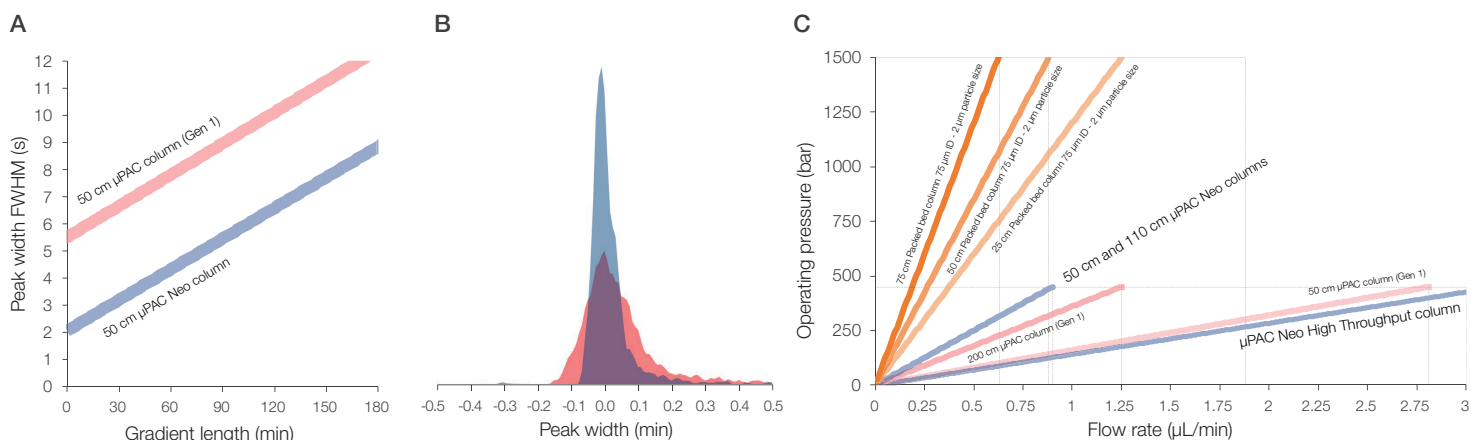 A
Peak width FWHM (s)
12
11
10
9
8
7
6
5
4
3
2
1
0
50 cm µPAC column (Gen 1)
50 cm µPAC Neo column
0 30 60 90 120 150 180
Gradient length (min)
B
-0.5 -0.4 -0.3 -0.2 -0.1 0.0 0.1 0.2 0.3 0.4 0.5
Peak width (min)
C
Operating pressure (bar)
1500
1250
1000
750
500
250
0
75 cm Packed bed column 75 µm ID - 2 µm particle size
50 cm Packed bed column 75 µm ID - 2 µm particle size
25 cm Packed bed column 75 µm ID - 2 µm particle size
50 cm and 110 cm µPAC Neo columns
200 cm µPAC column (Gen 1)
50 cm µPAC column (Gen 1)
µPAC Neo High Throughput column
0 0.25 0.5 0.75 1 1.25 1.5 1.75 2 2.25 2.5 2.75 3
Flow rate (µL/min)